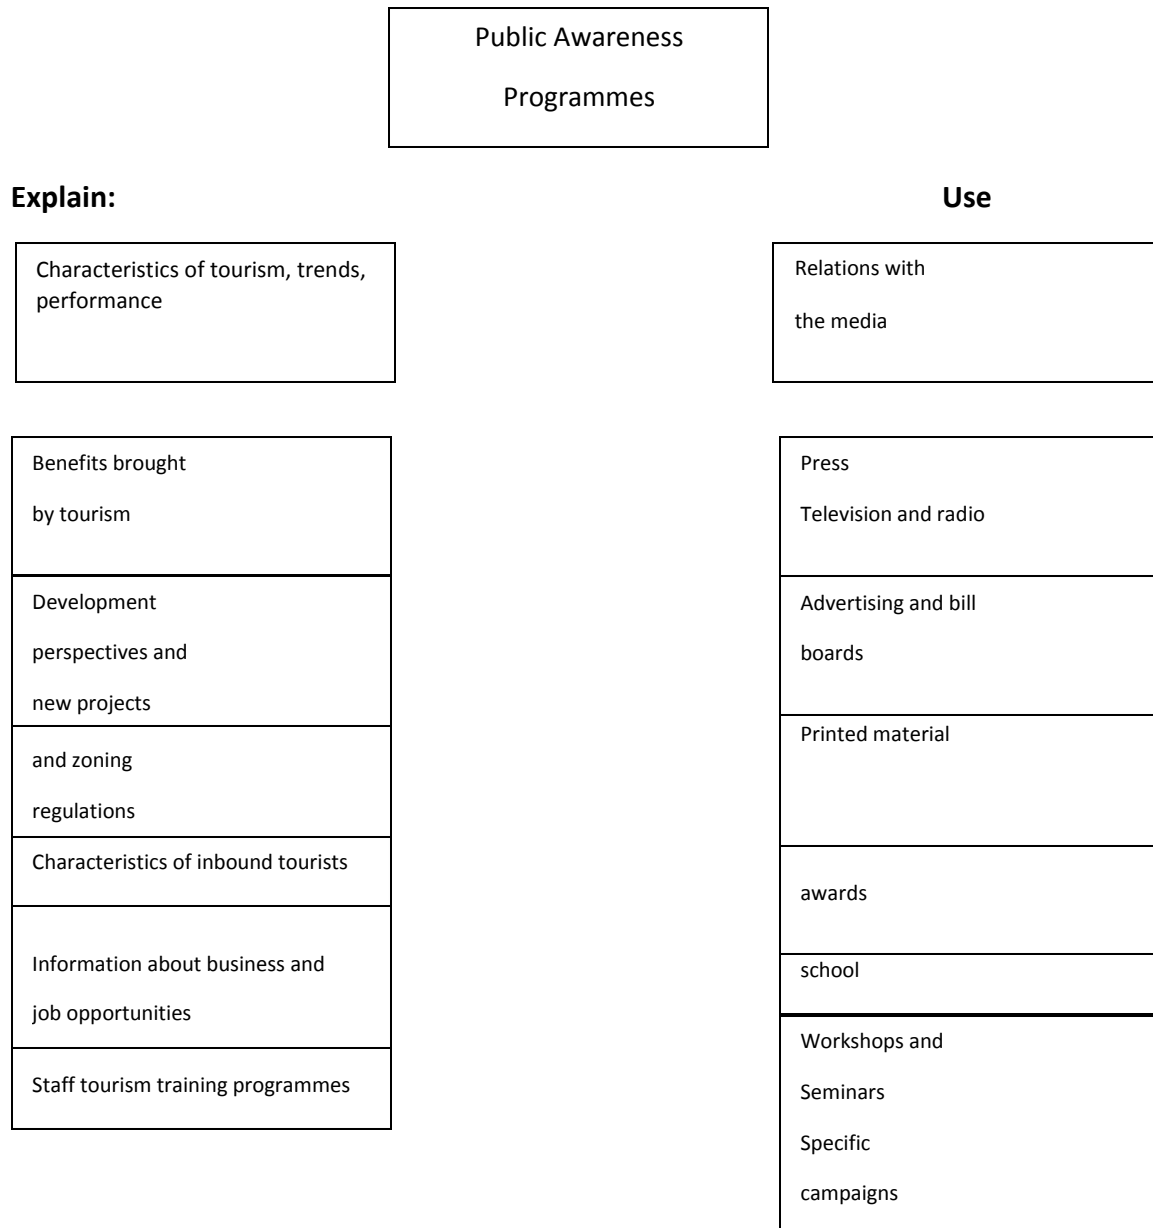 Public Awareness
Programmes
Explain:
Use
Characteristics of tourism, trends,
performance
Relations with
the media
Benefits brought
by tourism
Development
perspectives and
new projects
and zoning
regulations
Characteristics of inbound tourists
Information about business and
job opportunities
Staff tourism training programmes
Press
Television and radio
Advertising and bill
boards
Printed material
awards
school
Workshops and
Seminars
Specific
campaigns